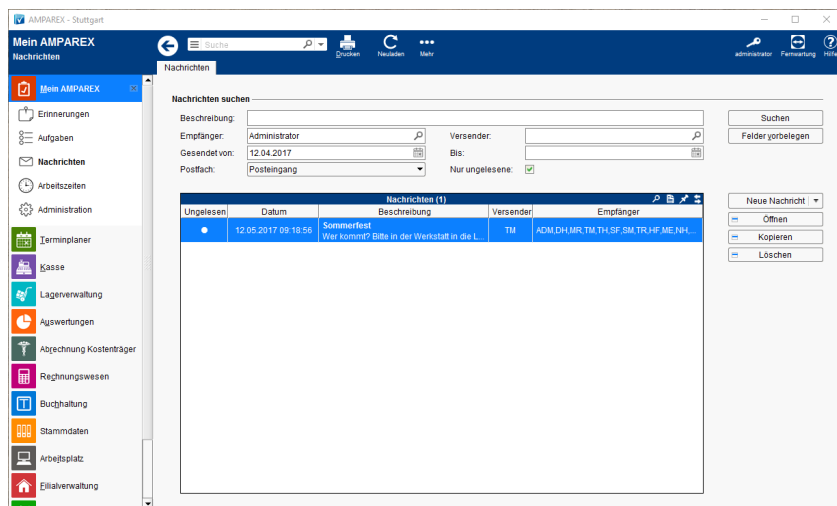 AMPAREX - Stuttgart
Mein AMPAREX
Nachrichten
Suche
Drucken
Neuladen
Mehr
administrator
Fernwartung
Hilfe
Nachrichten
Mein AMPAREX
Erinnerungen
Aufgaben
Nachrichten
Arbeitszeiten
Administration
Terminplaner
Kasse
Lagerverwaltung
Auswertungen
Abrechnung Kostenträger
Rechnungswesen
Buchhaltung
Stammdaten
Arbeitsplatz
Filialverwaltung
Nachrichten suchen
Beschreibung:
Suchen
Empfänger: Administrator Versender:
Felder vorbelegen
Gesendet von: 12.04.2017 Bis:
Postfach: Posteingang Nur ungelesene:
Nachrichten (1)
Ungelesen Datum Beschreibung Versender Empfänger
12.05.2017 09:18:56 Sommerfest
Wer kommt? Bitte in der Werkstatt in die L... TM ADM,DH,MR,TM,TH,SF,SM,TR,HF,ME,NH,...
Neue Nachricht
Öffnen
Kopieren
Löschen